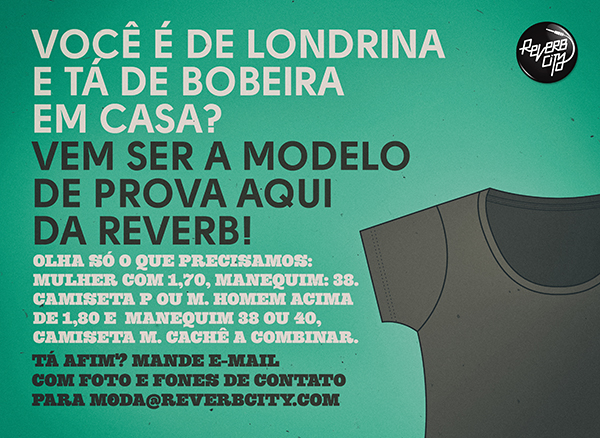 VOCÊ É DE LONDRINA
E TÁ DE BOBEIRA
EM CASA?
VEM SER A MODELO
DE PROVA AQUI
DA REVERB!
OLHA SÓ O QUE PRECISAMOS:
MULHER COM 1,70, MANEQUIM: 38.
CAMISETA P OU M. HOMEM ACIMA
DE 1,80 E MANEQUIM 38 OU 40,
CAMISETA M. CACHÊ A COMBINAR.
TÁ AFIM? MANDE E-MAIL
COM FOTO E FONES DE CONTATO
PARA MODA@REVERBCITY.COM
REVERB
CITY